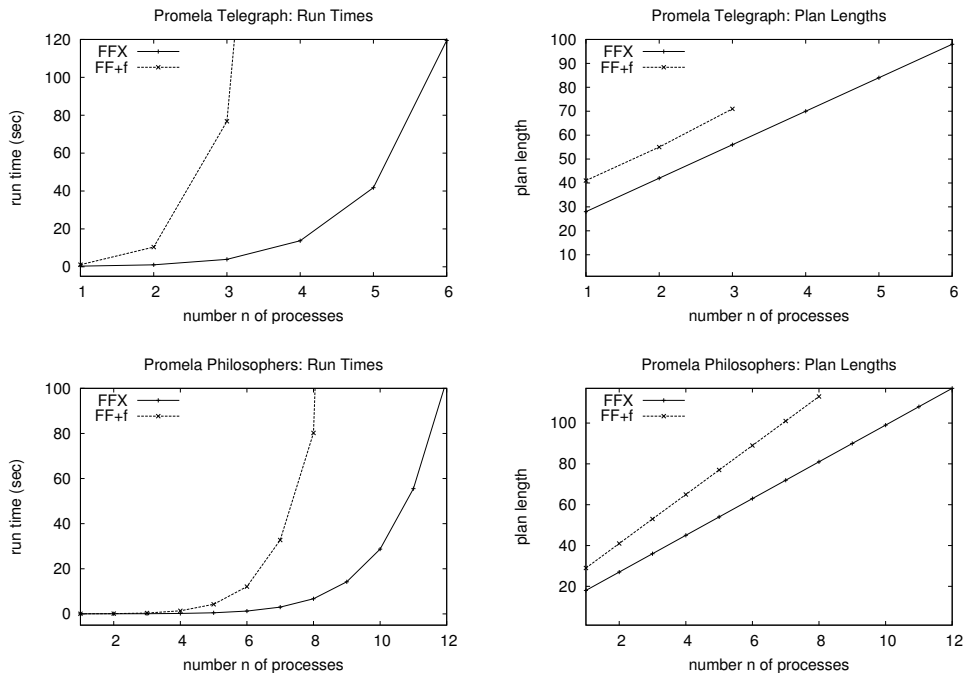 Promela Telegraph: Run Times
FFX
FF+f
run time (sec)
120
100
80
60
40
20
0
1 2 3 4 5 6
number n of processes
Promela Telegraph: Plan Lengths
FFX
FF+f
plan length
100
90
80
70
60
50
40
30
20
10
1 2 3 4 5 6
number n of processes
Promela Philosophers: Run Times
FFX
FF+f
run time (sec)
100
80
60
40
20
0
2 4 6 8 10 12
number n of processes
Promela Philosophers: Plan Lengths
FFX
FF+f
plan length
100
80
60
40
20
2 4 6 8 10 12
number n of processes